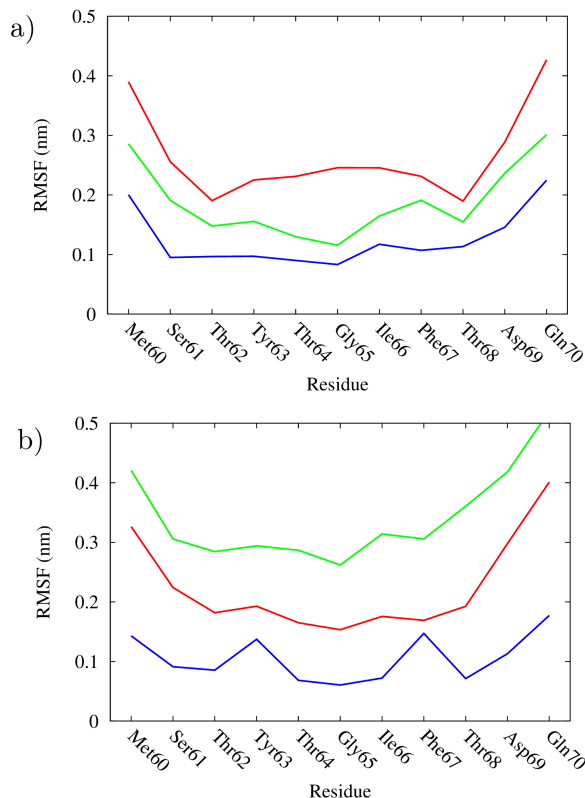 a)
0.5
0.4
0.3
0.2
0.1
0
RMSF (nm)
Met60
Ser61
Thr62
Tyr63
Thr64
Gly65
Ile66
Phe67
Thr68
Asp69
Gln70
Residue
b)
0.5
0.4
0.3
0.2
0.1
0
RMSF (nm)
Met60
Ser61
Thr62
Tyr63
Thr64
Gly65
Ile66
Phe67
Thr68
Asp69
Gln70
Residue